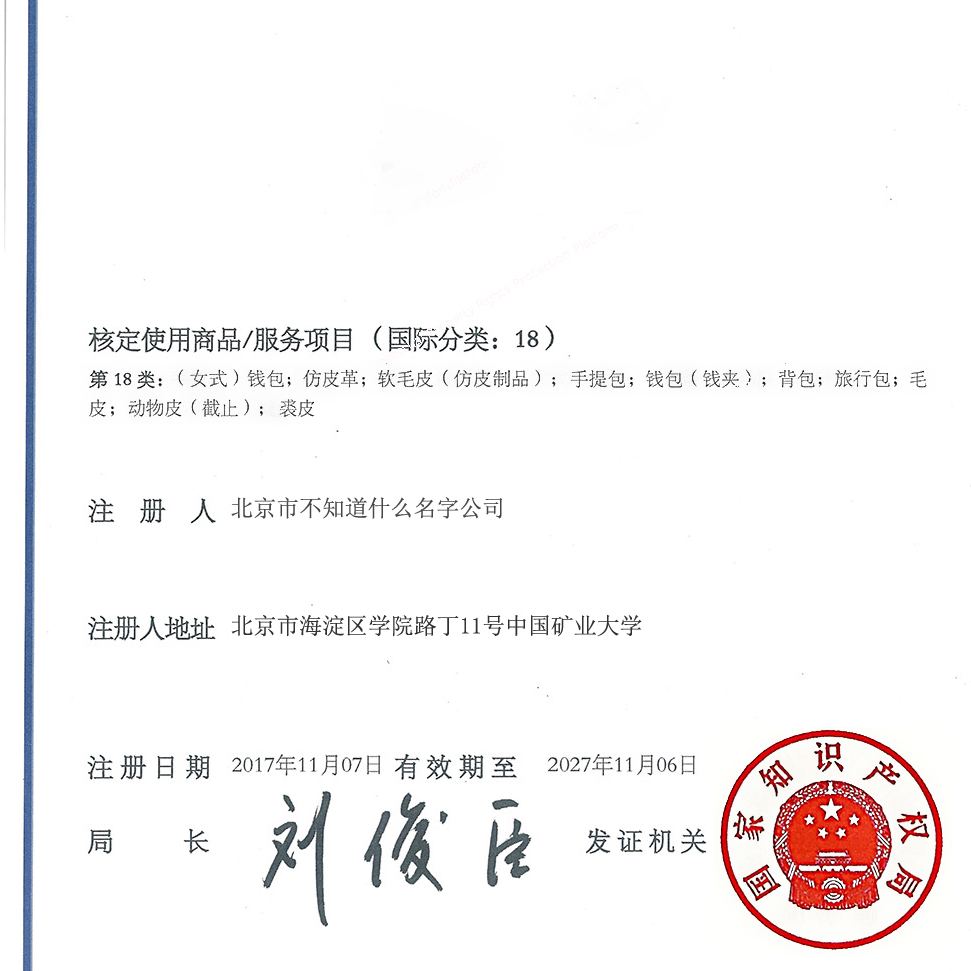 核定使用商品/服务项目（国际分类：18）
第 18 类：（女式）钱包；仿皮革；软毛皮（仿皮制品）；手提包；钱包（钱夹）；背包；旅行包；毛
皮；动物皮（截止）；裘皮
注 册 人 北京市不知道什么名字公司
注册人地址 北京市海淀区学院路丁11号中国矿业大学
注册日期 2017年11月07日 有效期至 2027年11月06日
局 长 刘俊臣 发证机关
国家知识产权局